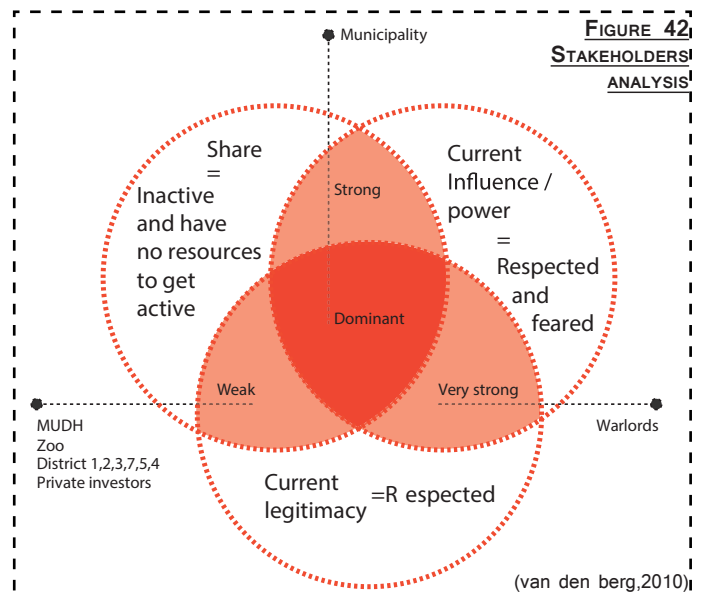 FIGURE 42
STAKEHOLDERS
ANALYSIS
Municipality
Share
=
Inactive
and have
no resources
to get
active
Current
Influence /
power
=
Respected
and
feared
Strong
Dominant
Weak
Very strong
MUDH
Zoo
District 1,2,3,7,5,4
Private investors
Warlords
Current
legitimacy =R espected
(van den berg,2010)